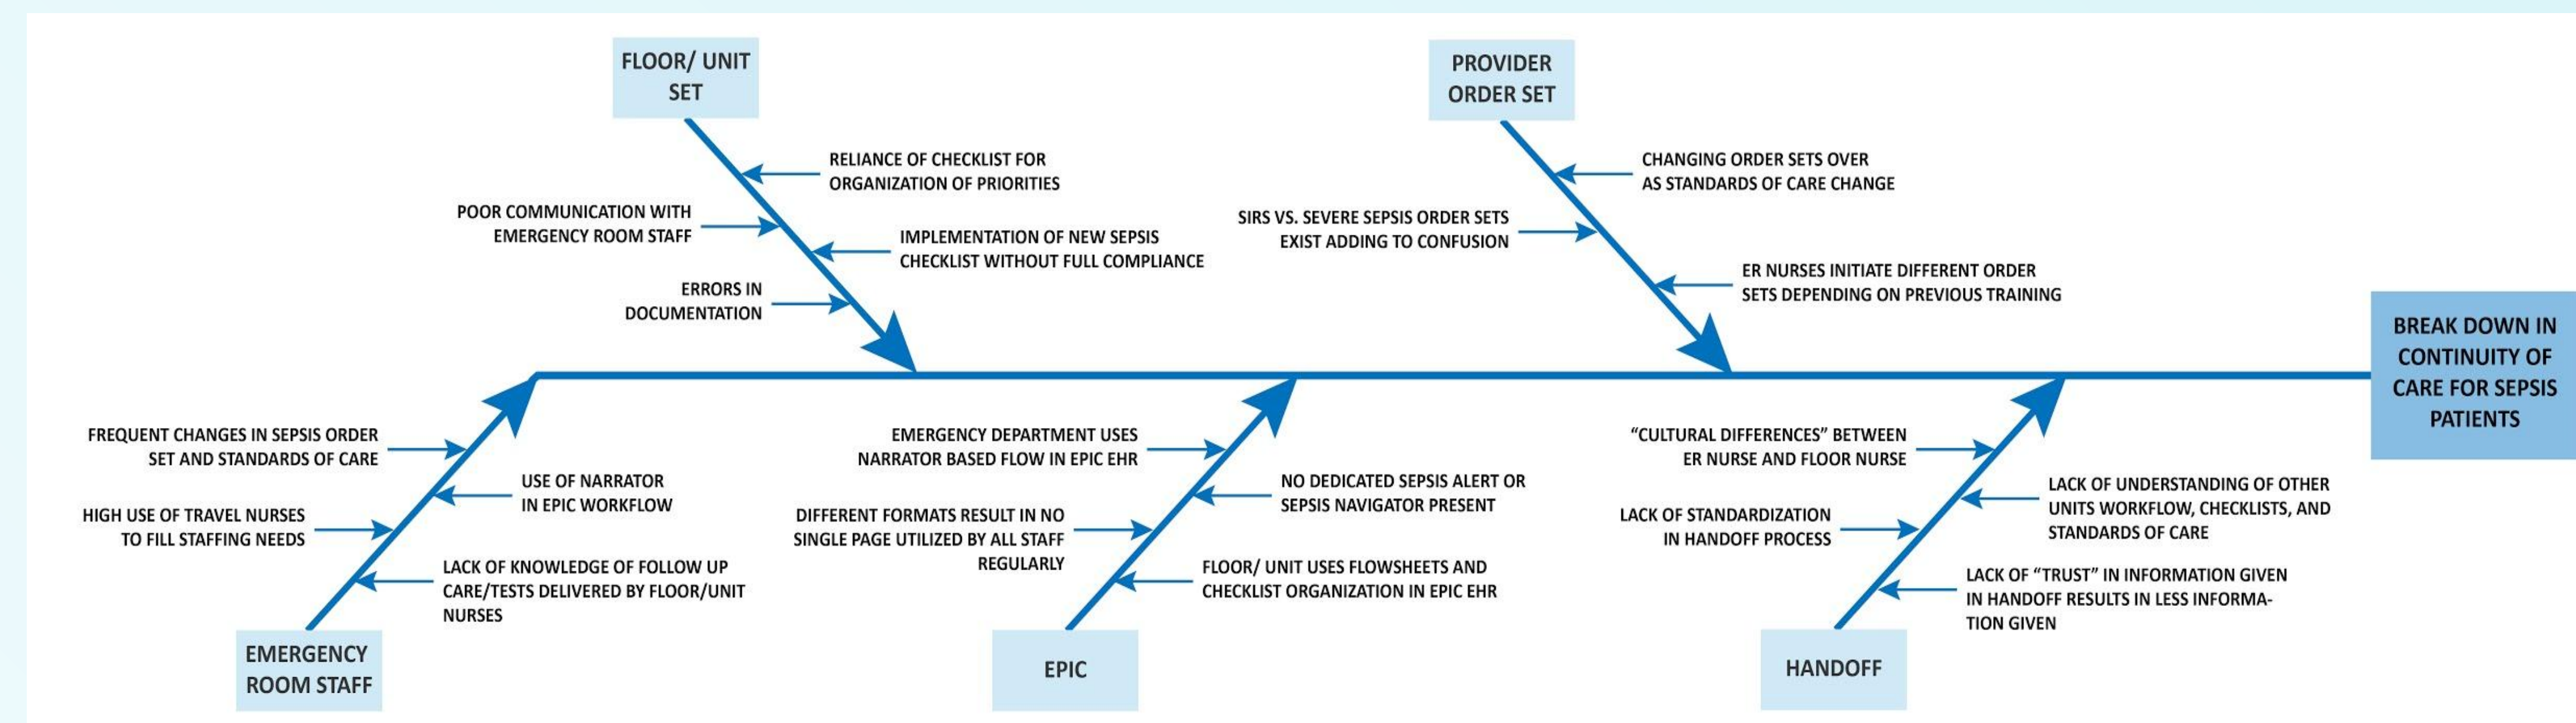 FLOOR/ UNIT
SET
RELIANCE OF CHECKLIST FOR
ORGANIZATION OF PRIORITIES
POOR COMMUNICATION WITH
EMERGENCY ROOM STAFF
IMPLEMENTATION OF NEW SEPSIS
CHECKLIST WITHOUT FULL COMPLIANCE
ERRORS IN
DOCUMENTATION
PROVIDER
ORDER SET
CHANGING ORDER SETS OVER
AS STANDARDS OF CARE CHANGE
SIRS VS. SEVERE SEPSIS ORDER SETS
EXIST ADDING TO CONFUSION
ER NURSES INITIATE DIFFERENT ORDER
SETS DEPENDING ON PREVIOUS TRAINING
BREAK DOWN IN
CONTINUITY OF
CARE FOR SEPSIS
PATIENTS
FREQUENT CHANGES IN SEPSIS ORDER
SET AND STANDARDS OF CARE
USE OF NARRATOR
IN EPIC WORKFLOW
HIGH USE OF TRAVEL NURSES
TO FILL STAFFING NEEDS
LACK OF KNOWLEDGE OF FOLLOW UP
CARE/TESTS DELIVERED BY FLOOR/UNIT
NURSES
EMERGENCY
ROOM STAFF
EMERGENCY DEPARTMENT USES
NARRATOR BASED FLOW IN EPIC EHR
NO DEDICATED SEPSIS ALERT OR
SEPSIS NAVIGATOR PRESENT
DIFFERENT FORMATS RESULT IN NO
SINGLE PAGE UTILIZED BY ALL STAFF
REGULARLY
FLOOR/ UNIT USES FLOWSHEETS AND
CHECKLIST ORGANIZATION IN EPIC EHR
EPIC
“CULTURAL DIFFERENCES” BETWEEN
ER NURSE AND FLOOR NURSE
LACK OF UNDERSTANDING OF OTHER
UNITS WORKFLOW, CHECKLISTS, AND
STANDARDS OF CARE
LACK OF STANDARDIZATION
IN HANDOFF PROCESS
LACK OF “TRUST” IN INFORMATION GIVEN
IN HANDOFF RESULTS IN LESS INFORMA-
TION GIVEN
HANDOFF